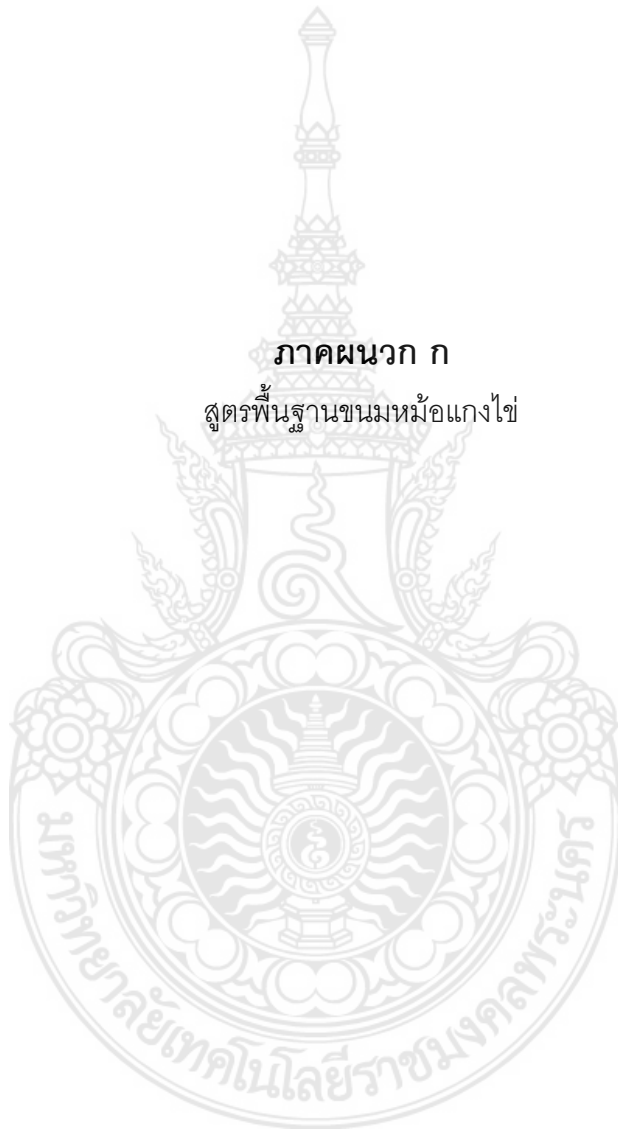 ภาคผนวก ก
สูตรพื้นฐานขนมหม้อแกงไข่
มหาวิทยาลัยเทคโนโลยีราชมงคลพระนคร